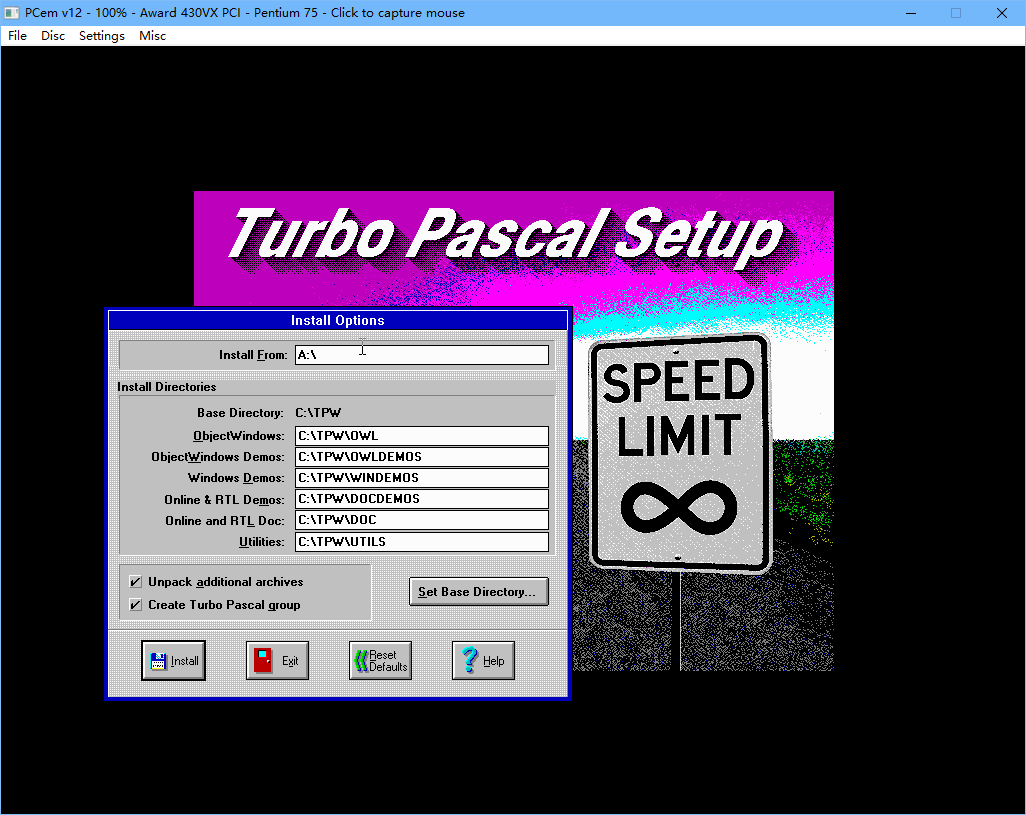 PCem v12 - 100% - Award 430VX PCI - Pentium 75 - Click to capture mouse
File Disc Settings Misc
Turbo Pascal Setup
Install Options
Install From: A:\
Install Directories
Base Directory: C:\TPW
ObjectWindows: C:\TPW\OWL
ObjectWindows Demos: C:\TPW\OWLDEMOS
Windows Demos: C:\TPW\WINDEMOS
Online & RTL Demos: C:\TPW\DOCDEMOS
Online and RTL Doc: C:\TPW\DOC
Utilities: C:\TPW\UTILS
Unpack additional archives
Create Turbo Pascal group
Set Base Directory...
Install
Exit
Reset
Defaults
Help
SPEED
LIMIT
∞